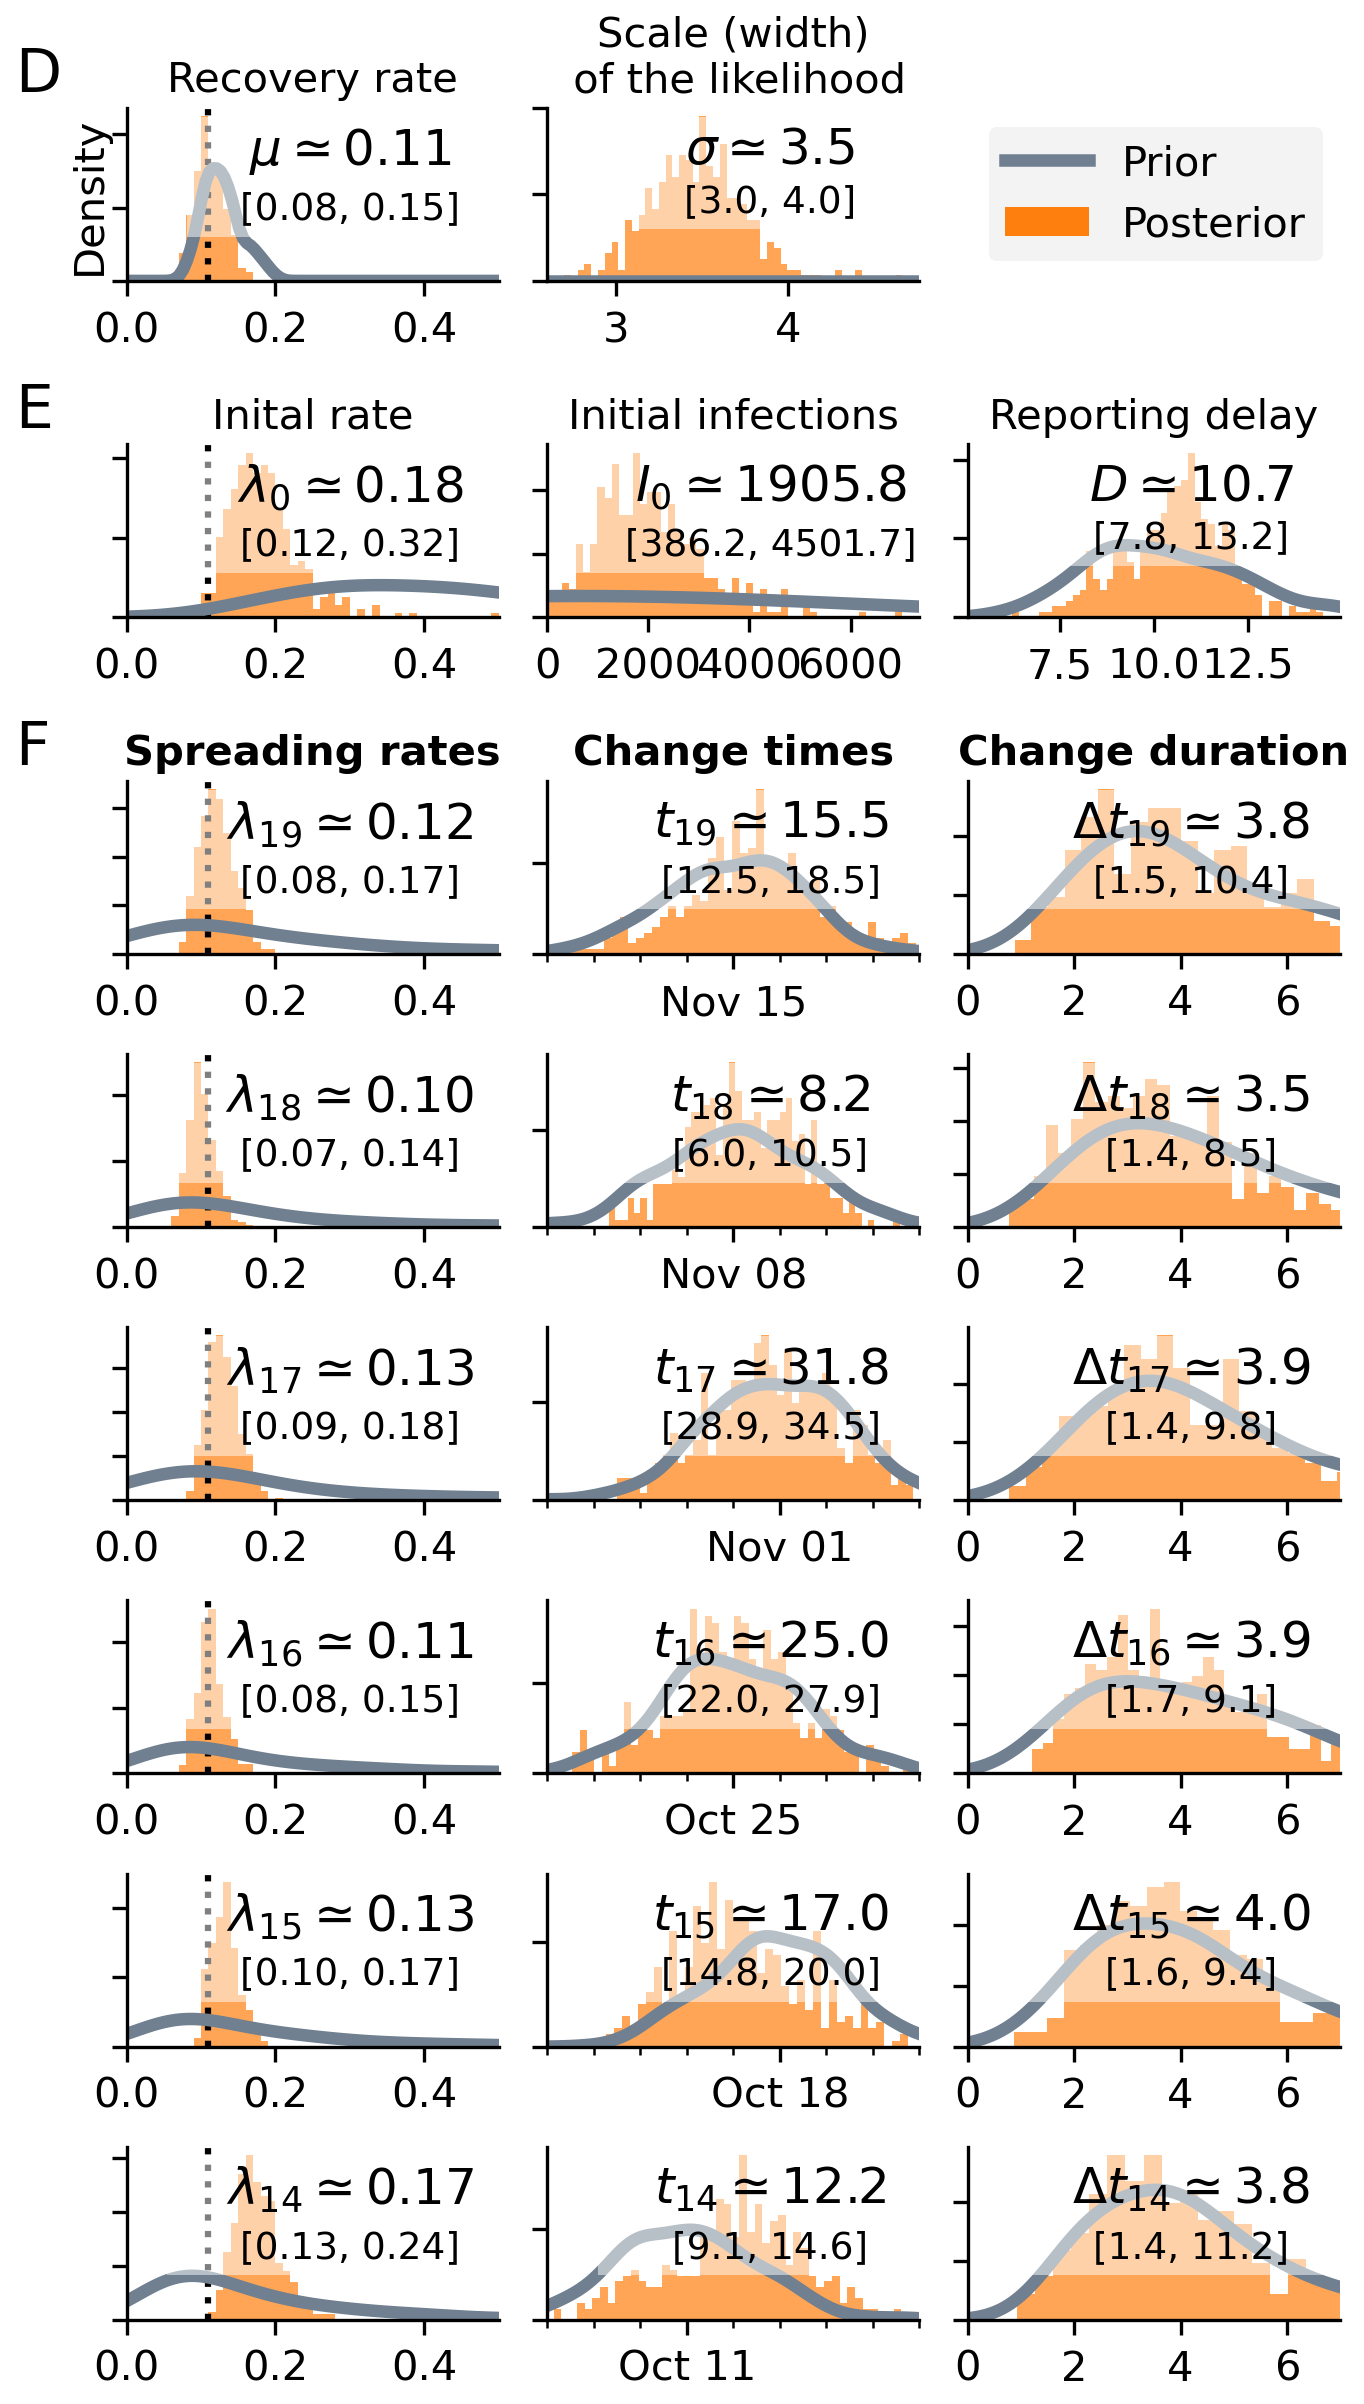 D
Recovery rate
Scale (width)
of the likelihood
Density
μ ≃ 0.11
[0.08, 0.15]
σ ≃ 3.5
[3.0, 4.0]
Prior
Posterior
0.0 0.2 0.4
3 4
E
Inital rate
Initial infections
Reporting delay
λ0 ≃ 0.18
[0.12, 0.32]
I0 ≃ 1905.8
[386.2, 4501.7]
D ≃ 10.7
[7.8, 13.2]
0.0 0.2 0.4
0 2000 4000 6000
7.5 10.0 12.5
F
Spreading rates
Change times
Change duration
λ19 ≃ 0.12
[0.08, 0.17]
t19 ≃ 15.5
[12.5, 18.5]
Δt19 ≃ 3.8
[1.5, 10.4]
0.0 0.2 0.4
Nov 15
0 2 4 6
λ18 ≃ 0.10
[0.07, 0.14]
t18 ≃ 8.2
[6.0, 10.5]
Δt18 ≃ 3.5
[1.4, 8.5]
0.0 0.2 0.4
Nov 08
0 2 4 6
λ17 ≃ 0.13
[0.09, 0.18]
t17 ≃ 31.8
[28.9, 34.5]
Δt17 ≃ 3.9
[1.4, 9.8]
0.0 0.2 0.4
Nov 01
0 2 4 6
λ16 ≃ 0.11
[0.08, 0.15]
t16 ≃ 25.0
[22.0, 27.9]
Δt16 ≃ 3.9
[1.7, 9.1]
0.0 0.2 0.4
Oct 25
0 2 4 6
λ15 ≃ 0.13
[0.10, 0.17]
t15 ≃ 17.0
[14.8, 20.0]
Δt15 ≃ 4.0
[1.6, 9.4]
0.0 0.2 0.4
Oct 18
0 2 4 6
λ14 ≃ 0.17
[0.13, 0.24]
t14 ≃ 12.2
[9.1, 14.6]
Δt14 ≃ 3.8
[1.4, 11.2]
0.0 0.2 0.4
Oct 11
0 2 4 6